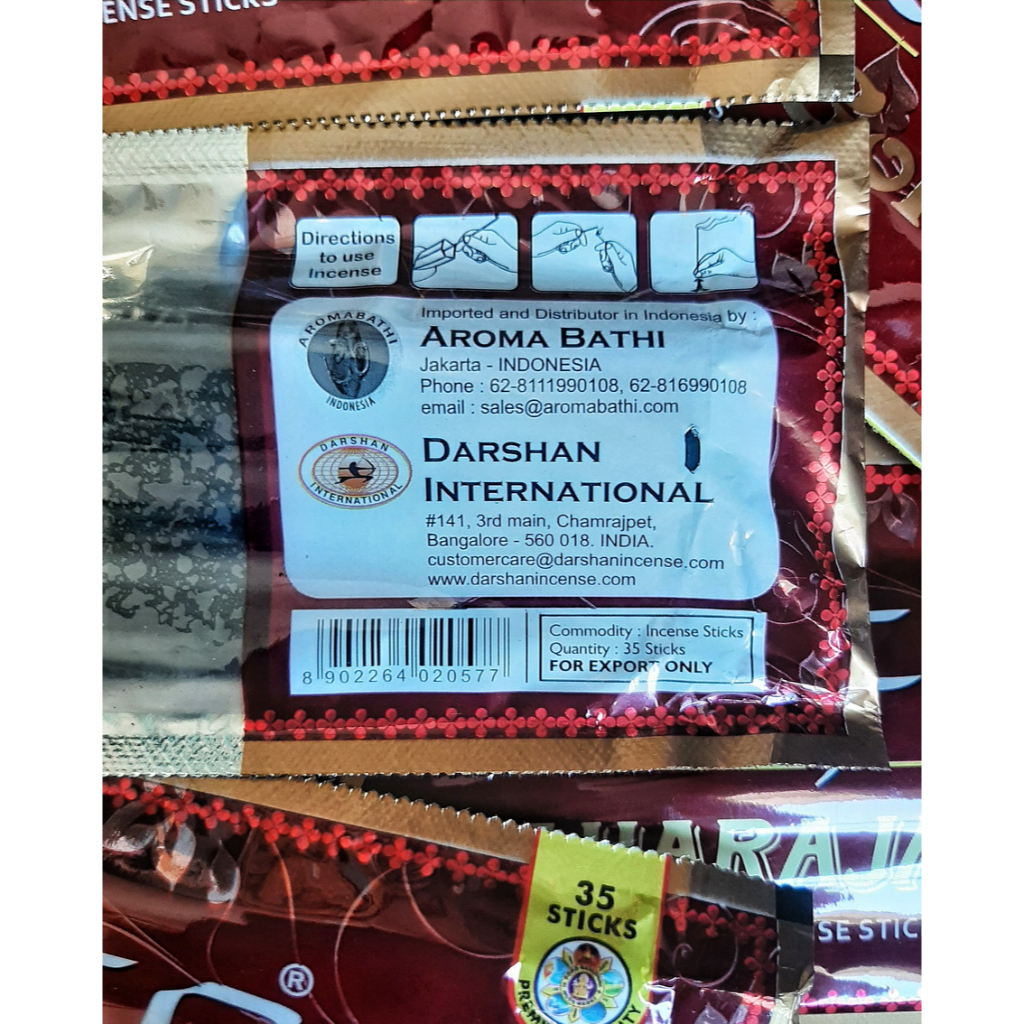 ENSE STICKS
Directions
to use
Incense
Imported and Distributor in Indonesia by :
AROMABATHI
INDONESIA
AROMA BATHI
Jakarta - INDONESIA
Phone : 62-8111990108, 62-816990108
email : sales@aromabathi.com
DARSHAN
INTERNATIONAL
DARSHAN
INTERNATIONAL
#141, 3rd main, Chamrajpet,
Bangalore - 560 018. INDIA.
customercare@darshanincense.com
www.darshanincense.com
8 902264 020577
Commodity : Incense Sticks
Quantity : 35 Sticks
FOR EXPORT ONLY
HARAJA
SE STIC
35
STICKS
®